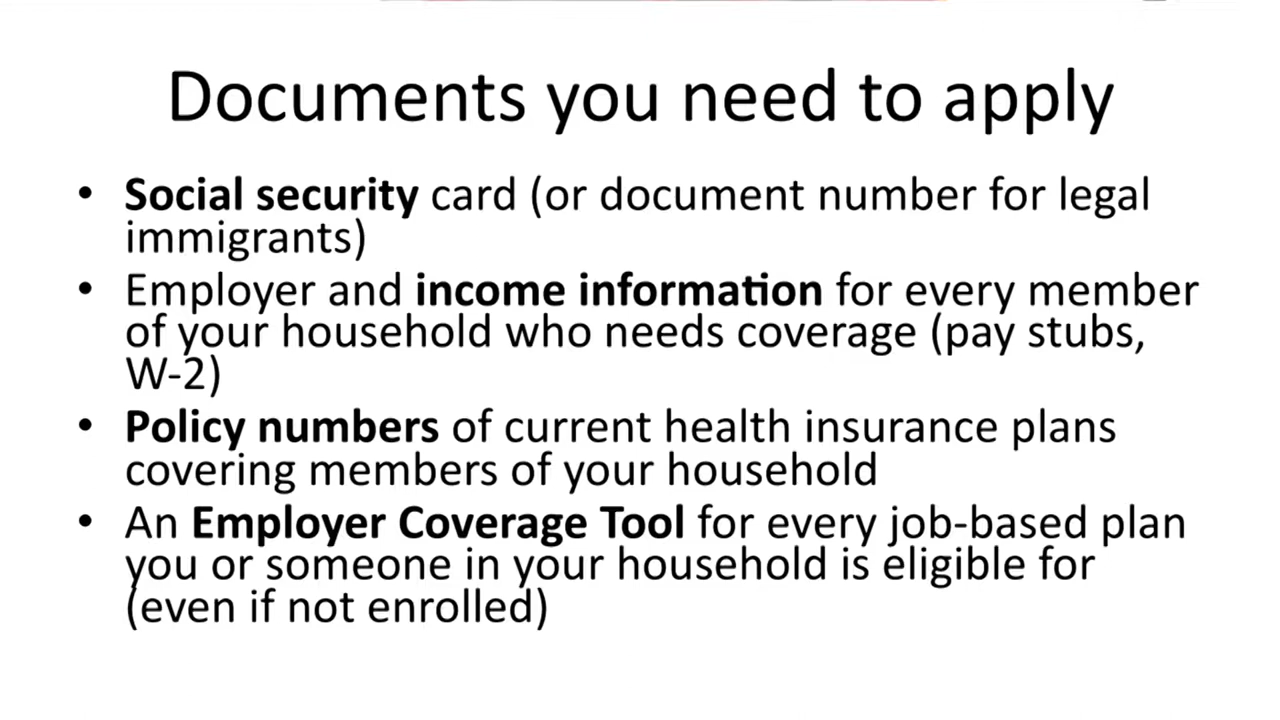 Documents you need to apply
• Social security card (or document number for legal
immigrants)
• Employer and income information for every member
of your household who needs coverage (pay stubs,
W-2)
• Policy numbers of current health insurance plans
covering members of your household
• An Employer Coverage Tool for every job-based plan
you or someone in your household is eligible for
(even if not enrolled)